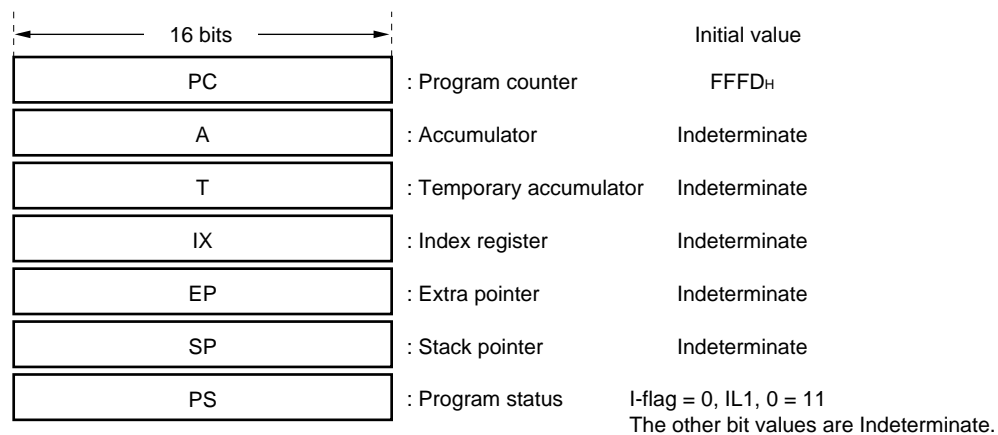 16 bits Initial value
PC : Program counter FFFDH
A : Accumulator Indeterminate
T : Temporary accumulator Indeterminate
IX : Index register Indeterminate
EP : Extra pointer Indeterminate
SP : Stack pointer Indeterminate
PS : Program status I-flag = 0, IL1, 0 = 11
The other bit values are Indeterminate.